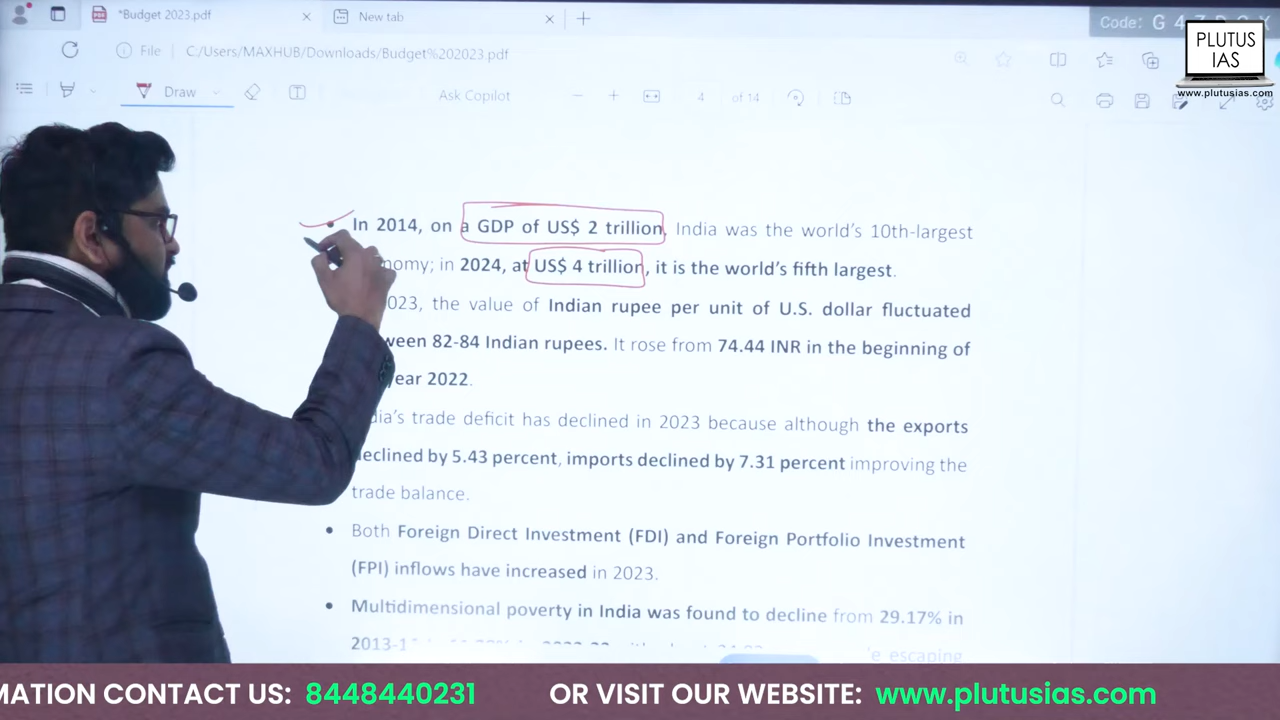 *Budget 2023.pdf
New tab
Code: G 4
PLUTUS
IAS
www.plutusias.com
File C:/Users/MAXHUB/Downloads/Budget%202023.pdf
Draw
Ask Copilot
4 of 14
• In 2014, on a GDP of US$ 2 trillion, India was the world's 10th-largest
nomy; in 2024, at US$ 4 trillion, it is the world's fifth largest.
023, the value of Indian rupee per unit of U.S. dollar fluctuated
ween 82-84 Indian rupees. It rose from 74.44 INR in the beginning of
year 2022.
dia's trade deficit has declined in 2023 because although the exports
declined by 5.43 percent, imports declined by 7.31 percent improving the
trade balance.
• Both Foreign Direct Investment (FDI) and Foreign Portfolio Investment
(FPI) inflows have increased in 2023.
• Multidimensional poverty in India was found to decline from 29.17% in
2013-1
e escaping
MATION CONTACT US: 8448440231 OR VISIT OUR WEBSITE: www.plutusias.com